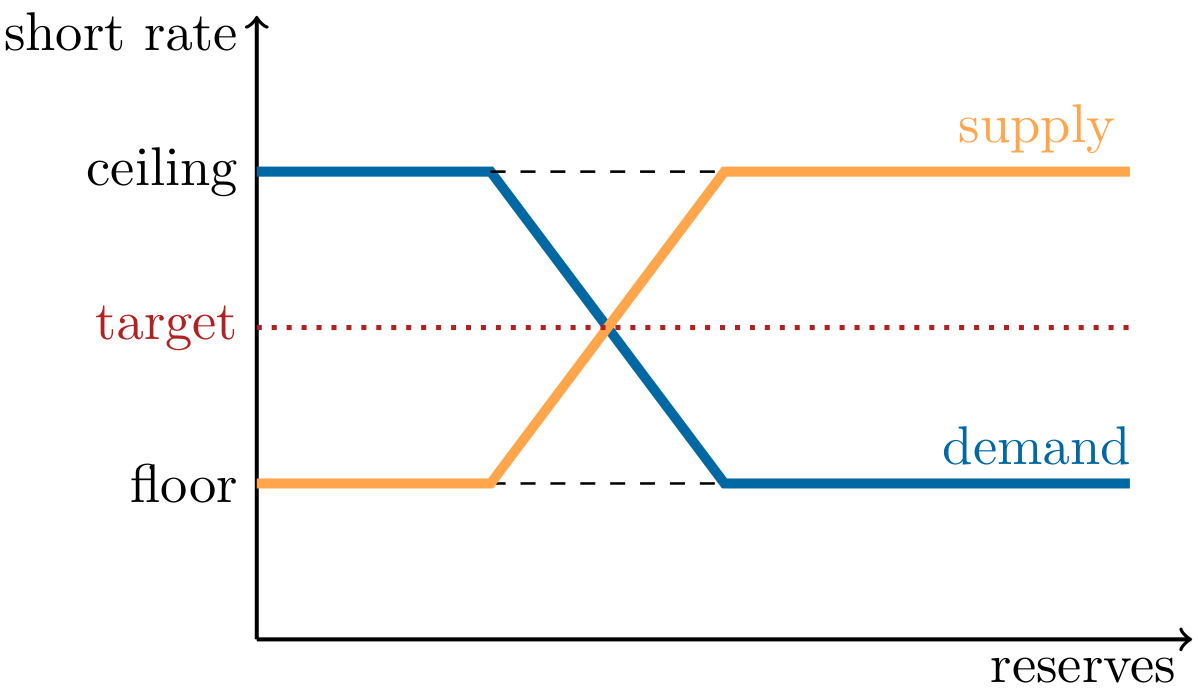 short rate
supply
ceiling
target
demand
floor
reserves